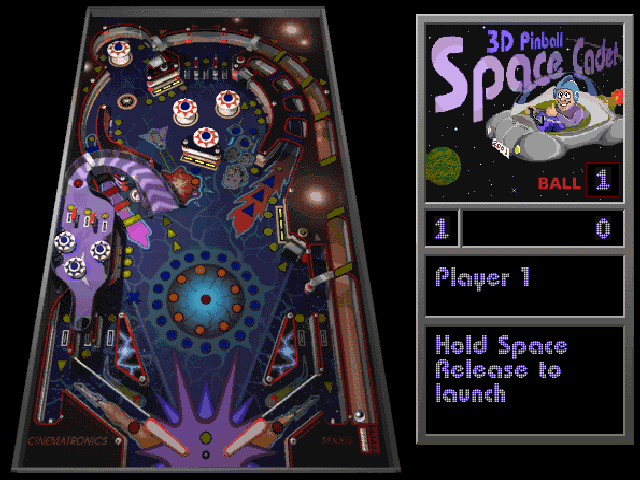 3D Pinball
Space Cadet
BALL 1
1 0
Player 1
Hold Space
Release to
launch
CINEMATRONICS